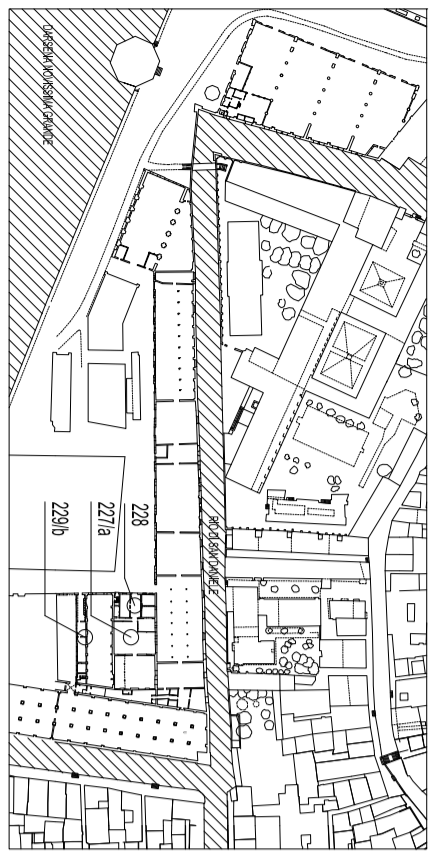 DARSENA NOVISSIMA GRANDE
RIO DI SAN DANIELE
228
227/a
229/b